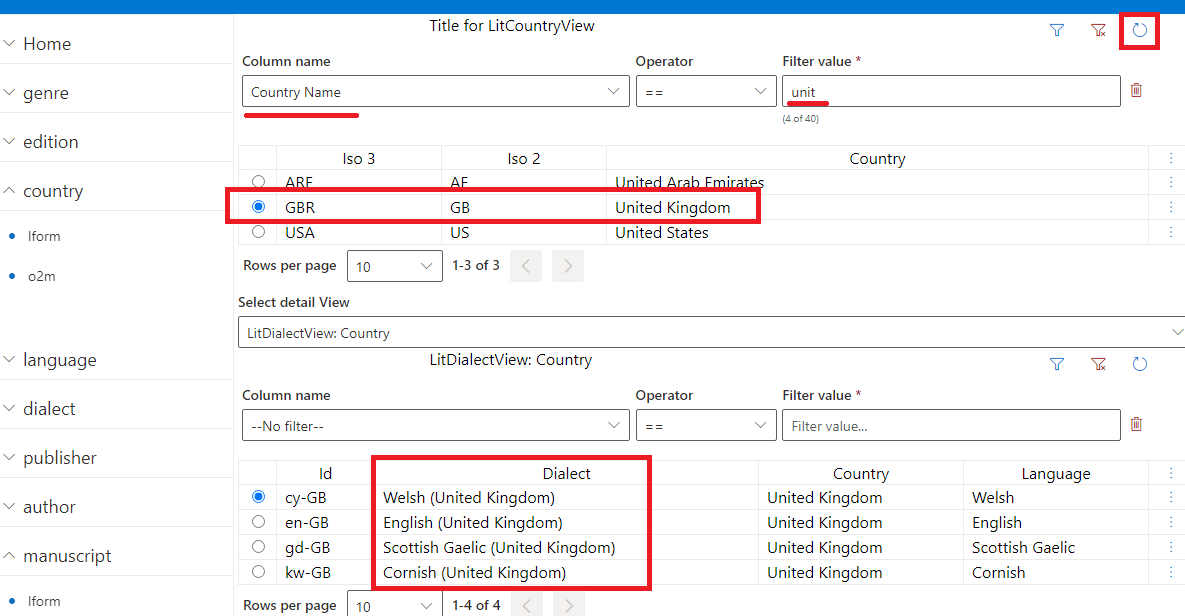 Title for LitCountryView
Home
genre
edition
country
lform
o2m
language
dialect
publisher
author
manuscript
lform
Column name Operator Filter value *
Country Name == unit
(4 of 40)
Iso 3 Iso 2 Country
ARE AE United Arab Emirates
GBR GB United Kingdom
USA US United States
Rows per page 10 1-3 of 3
Select detail View
LitDialectView: Country
LitDialectView: Country
Column name Operator Filter value *
--No filter-- == Filter value...
Id Dialect Country Language
cy-GB Welsh (United Kingdom) United Kingdom Welsh
en-GB English (United Kingdom) United Kingdom English
gd-GB Scottish Gaelic (United Kingdom) United Kingdom Scottish Gaelic
kw-GB Cornish (United Kingdom) United Kingdom Cornish
Rows per page 10 1-4 of 4